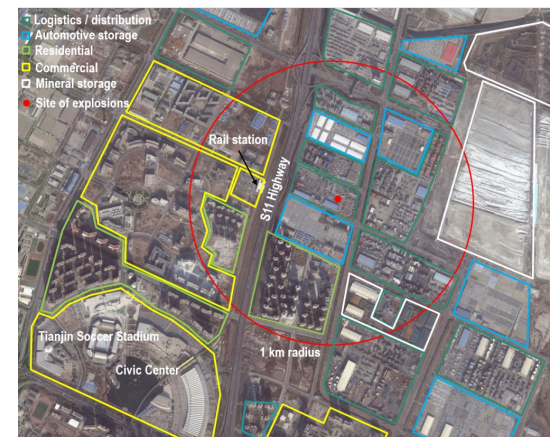 Logistics / distribution
Automotive storage
Residential
Commercial
Mineral storage
Site of explosions
Rail station
S11 Highway
1 km radius
Tianjin Soccer Stadium
Civic Center